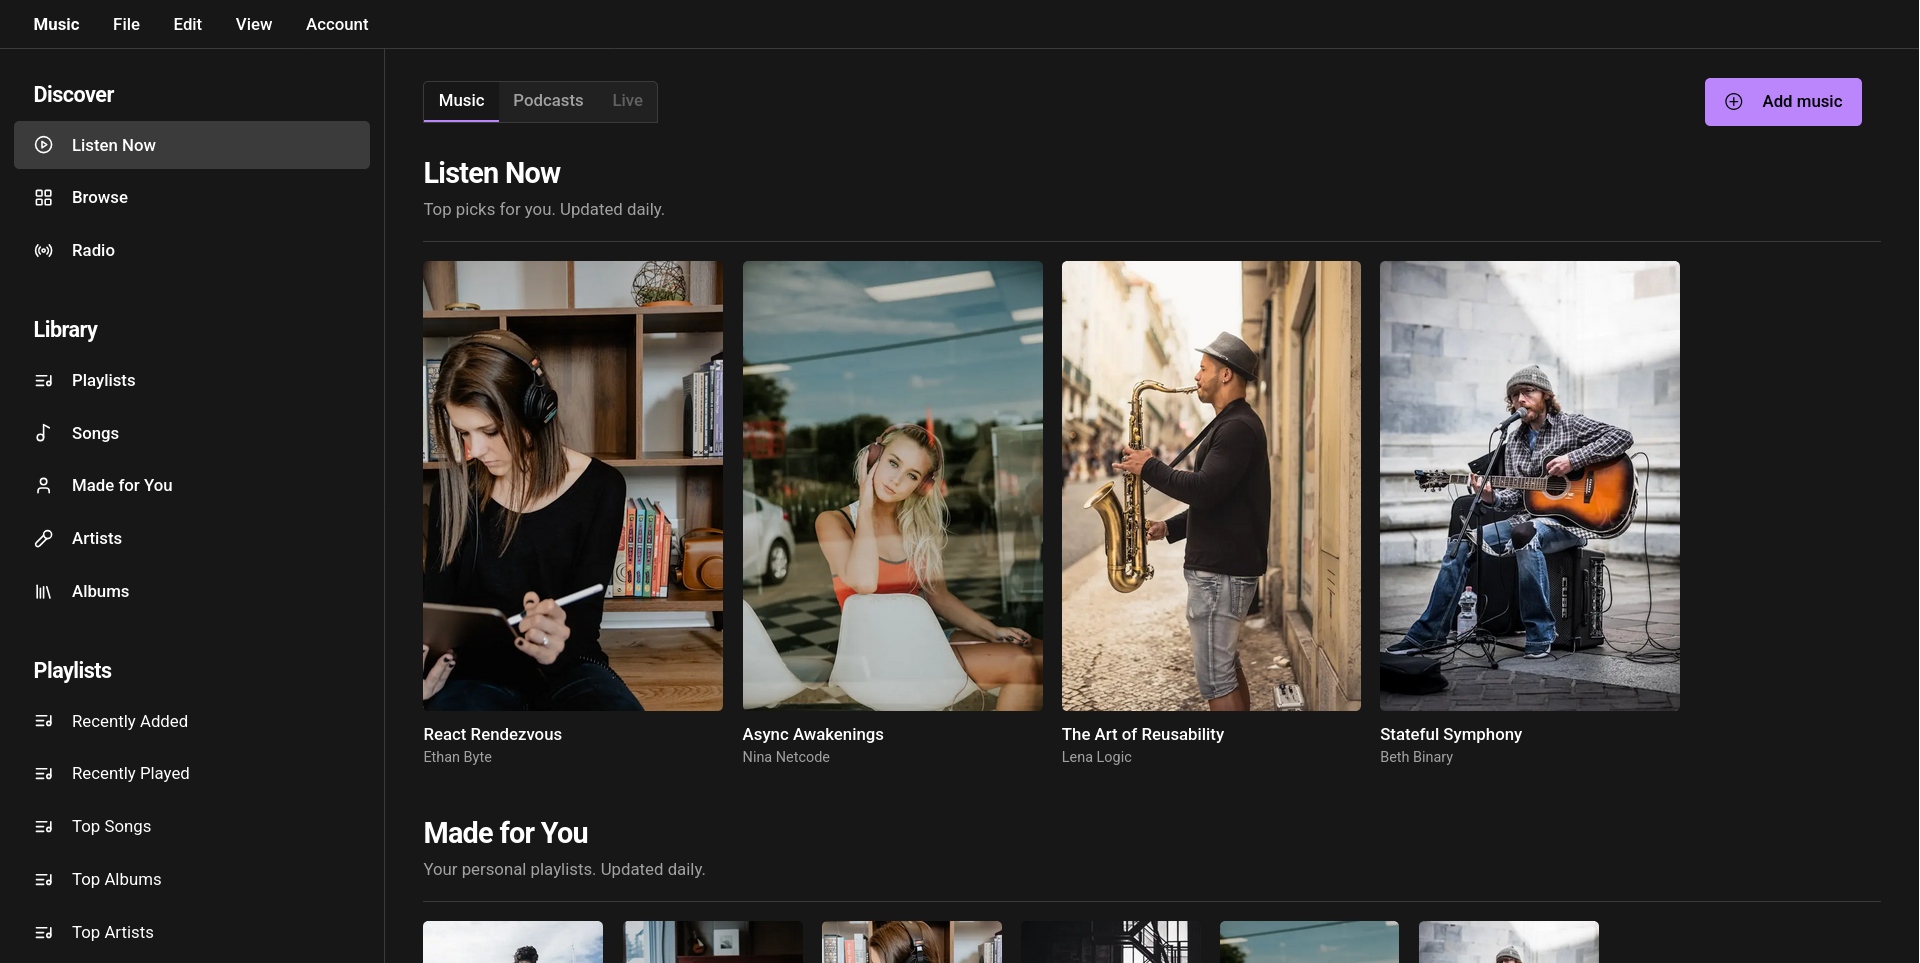 Music File Edit View Account
Discover
Listen Now
Browse
Radio
Library
Playlists
Songs
Made for You
Artists
Albums
Playlists
Recently Added
Recently Played
Top Songs
Top Albums
Top Artists
Music Podcasts Live
Add music
Listen Now
Top picks for you. Updated daily.
React Rendezvous
Ethan Byte
Async Awakenings
Nina Netcode
The Art of Reusability
Lena Logic
Stateful Symphony
Beth Binary
Made for You
Your personal playlists. Updated daily.